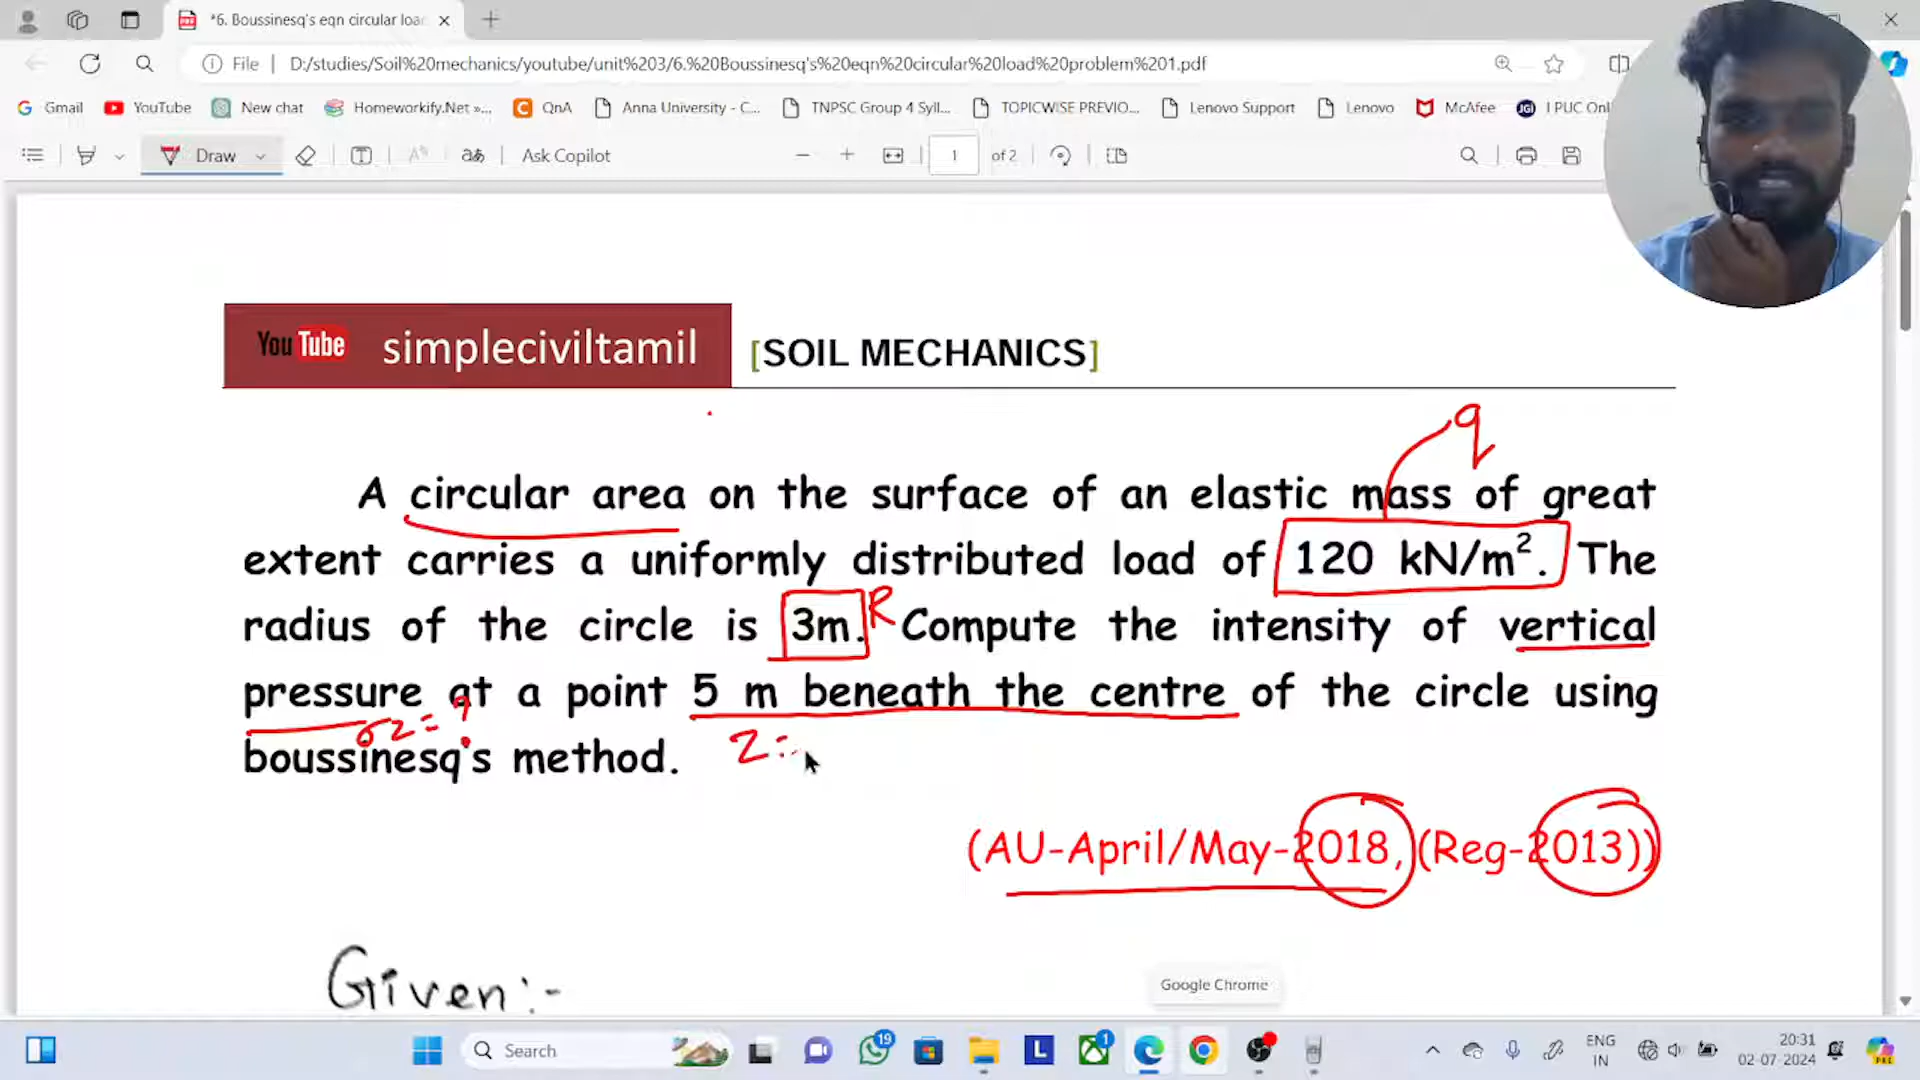 *6. Boussinesq's eqn circular loa
File
D:/studies/Soil%20mechanics/youtube/unit%203/6.%20Boussinesq's%20eqn%20circular%20load%20problem%201.pdf
Gmail YouTube New chat Homeworkify.Net »... QnA Anna University - C... TNPSC Group 4 Syll... TOPICWISE PREVIO... Lenovo Support Lenovo McAfee I PUC Onl
Draw aあ Ask Copilot 1 of 2
YouTube simpleciviltamil [SOIL MECHANICS]
q
A circular area on the surface of an elastic mass of great
extent carries a uniformly distributed load of 120 kN/m². The
radius of the circle is 3m. R Compute the intensity of vertical
pressure at a point 5 m beneath the centre of the circle using
σz = ?
boussinesq's method. Z=
(AU-April/May-2018, (Reg-2013))
Given:-
Google Chrome
Search 19 L 1 ENG IN 20:31 02-07-2024